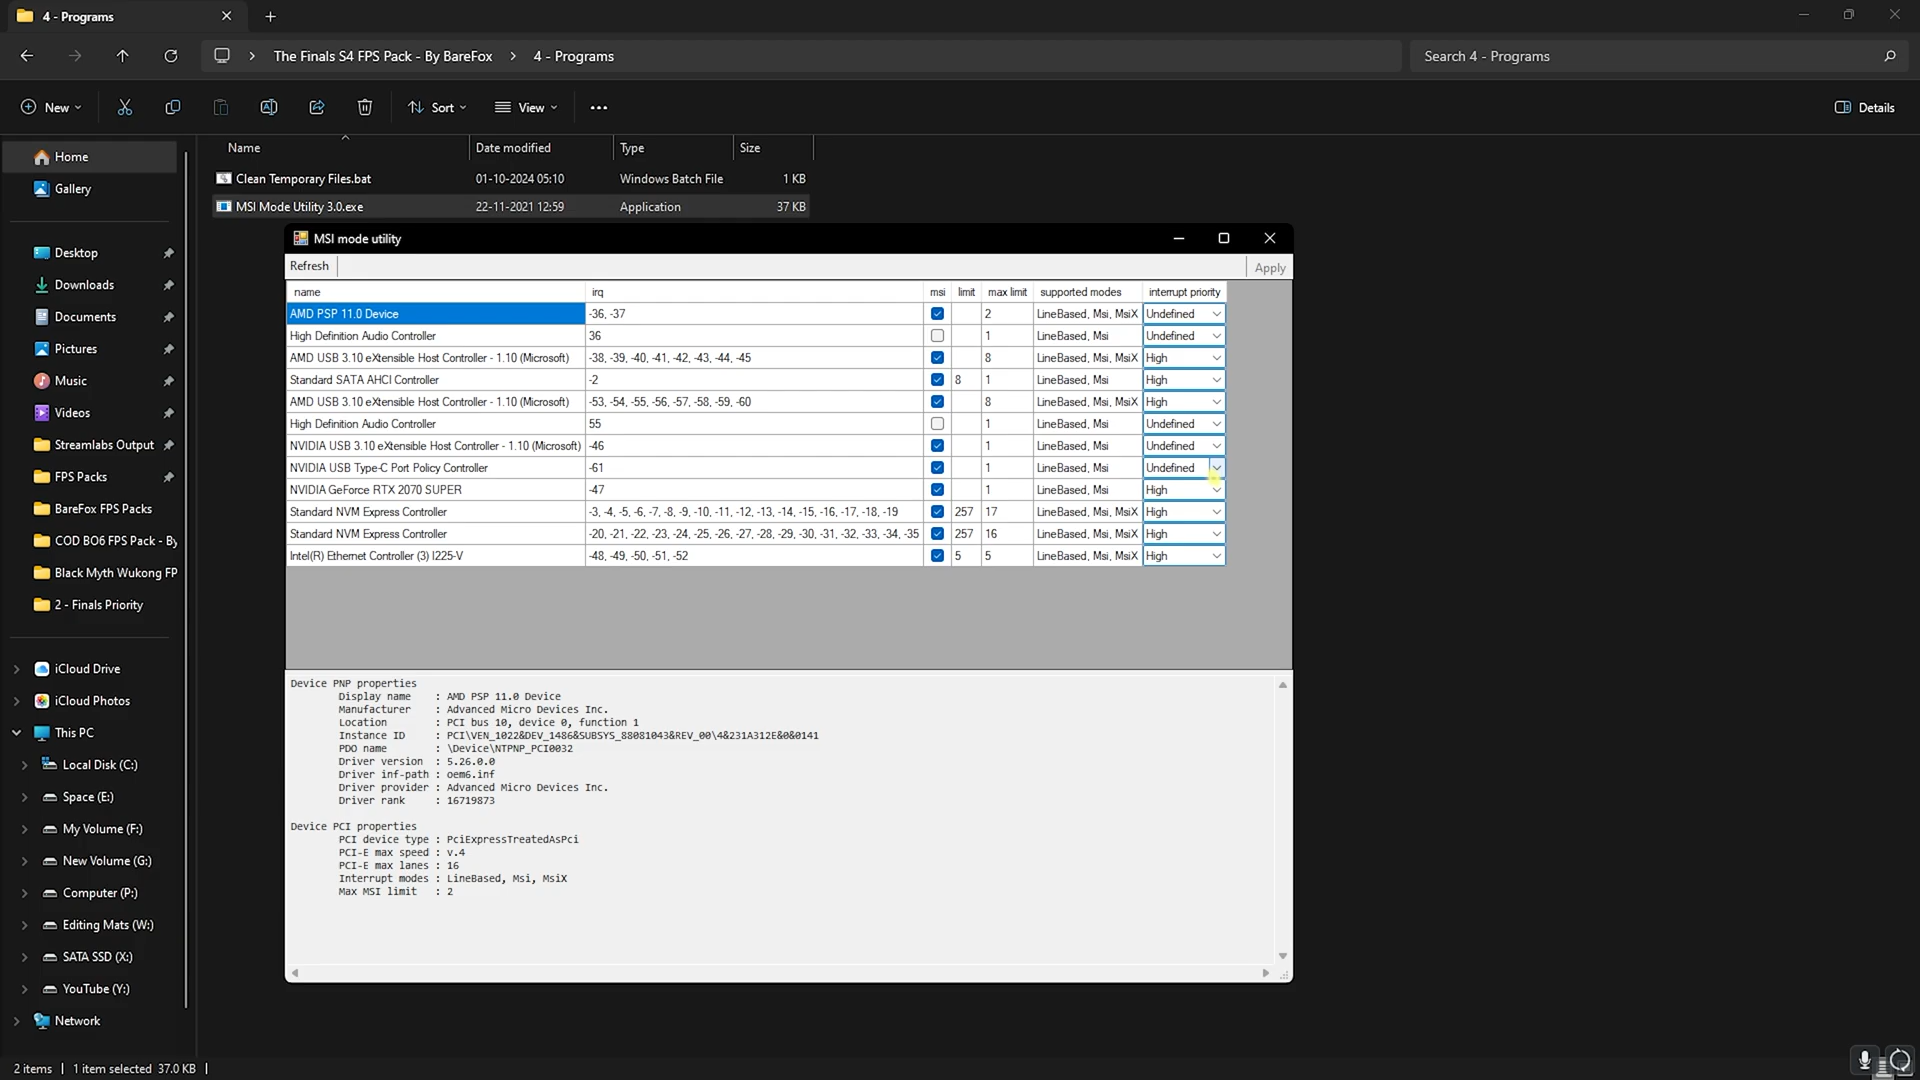 4 - Programs
The Finals S4 FPS Pack - By BareFox > 4 - Programs
Search 4 - Programs
New
Sort
View
Details
Name Date modified Type Size
Clean Temporary Files.bat 01-10-2024 05:10 Windows Batch File 1 KB
MSI Mode Utility 3.0.exe 22-11-2021 12:59 Application 37 KB
Home
Gallery
Desktop
Downloads
Documents
Pictures
Music
Videos
Streamlabs Output
FPS Packs
BareFox FPS Packs
COD BO6 FPS Pack - By
Black Myth Wukong FP
2 - Finals Priority
iCloud Drive
iCloud Photos
This PC
Local Disk (C:)
Space (E:)
My Volume (F:)
New Volume (G:)
Computer (P:)
Editing Mats (W:)
SATA SSD (X:)
YouTube (Y:)
Network
MSI mode utility
Refresh Apply
name irq msi limit max limit supported modes interrupt priority
AMD PSP 11.0 Device -36, -37 2 LineBased, Msi, MsiX Undefined
High Definition Audio Controller 36 1 LineBased, Msi Undefined
AMD USB 3.10 eXtensible Host Controller - 1.10 (Microsoft) -38, -39, -40, -41, -42, -43, -44, -45 8 LineBased, Msi, MsiX High
Standard SATA AHCI Controller -2 8 1 LineBased, Msi High
AMD USB 3.10 eXtensible Host Controller - 1.10 (Microsoft) -53, -54, -55, -56, -57, -58, -59, -60 8 LineBased, Msi, MsiX High
High Definition Audio Controller 55 1 LineBased, Msi Undefined
NVIDIA USB 3.10 eXtensible Host Controller - 1.10 (Microsoft) -46 1 LineBased, Msi Undefined
NVIDIA USB Type-C Port Policy Controller -61 1 LineBased, Msi Undefined
NVIDIA GeForce RTX 2070 SUPER -47 1 LineBased, Msi High
Standard NVM Express Controller -3, -4, -5, -6, -7, -8, -9, -10, -11, -12, -13, -14, -15, -16, -17, -18, -19 257 17 LineBased, Msi, MsiX High
Standard NVM Express Controller -20, -21, -22, -23, -24, -25, -26, -27, -28, -29, -30, -31, -32, -33, -34, -35 257 16 LineBased, Msi, MsiX High
Intel(R) Ethernet Controller (3) I225-V -48, -49, -50, -51, -52 5 5 LineBased, Msi, MsiX High
Device PNP properties
Display name : AMD PSP 11.0 Device
Manufacturer : Advanced Micro Devices Inc.
Location : PCI bus 10, device 0, function 1
Instance ID : PCI\VEN_1022&DEV_1486&SUBSYS_88081043&REV_00\4&231A312E&0&0141
PDO name : \Device\NTPNP_PCI0032
Driver version : 5.26.0.0
Driver inf-path : oem6.inf
Driver provider : Advanced Micro Devices Inc.
Driver rank : 16719873
Device PCI properties
PCI device type : PciExpressTreatedAsPci
PCI-E max speed : v.4
PCI-E max lanes : 16
Interrupt modes : LineBased, Msi, MsiX
Max MSI limit : 2
2 items | 1 item selected 37.0 KB |